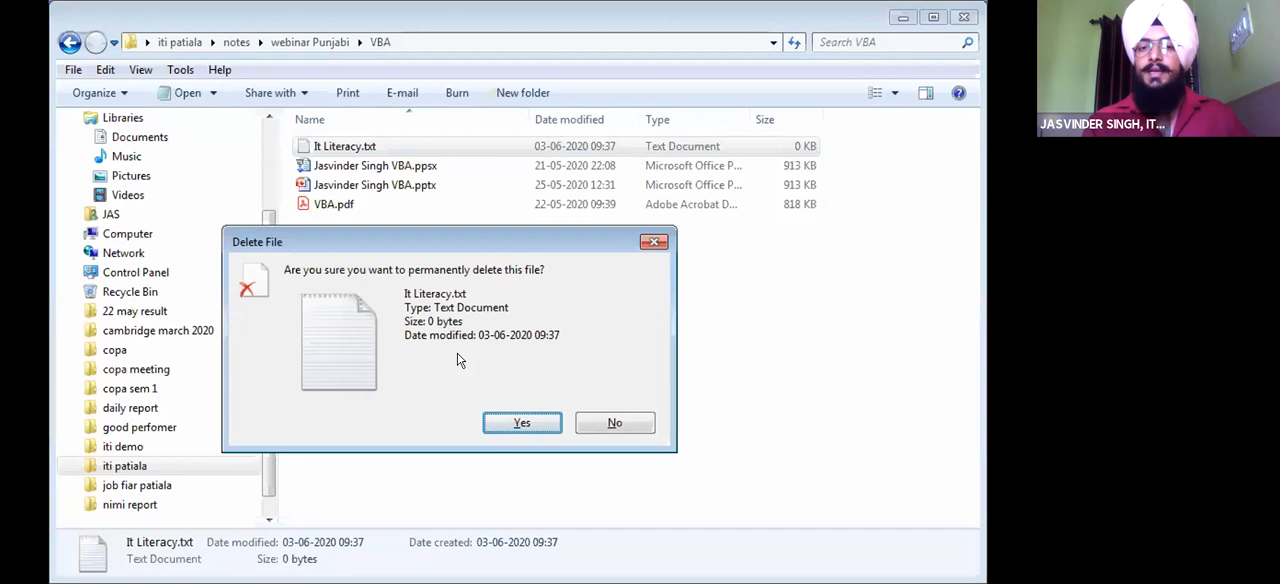 iti patiala notes webinar Punjabi VBA
Search VBA
File Edit View Tools Help
Organize Open Share with Print E-mail Burn New folder
Name Date modified Type Size
It Literacy.txt 03-06-2020 09:37 Text Document 0 KB
Jasvinder Singh VBA.ppsx 21-05-2020 22:08 Microsoft Office P... 913 KB
Jasvinder Singh VBA.pptx 25-05-2020 12:31 Microsoft Office P... 913 KB
VBA.pdf 22-05-2020 09:39 Adobe Acrobat D... 818 KB
Libraries
Documents
Music
Pictures
Videos
JAS
Computer
Network
Control Panel
Recycle Bin
22 may result
cambridge march 2020
copa
copa meeting
copa sem 1
daily report
good perfomer
iti demo
iti patiala
job fiar patiala
nimi report
Delete File
Are you sure you want to permanently delete this file?
It Literacy.txt
Type: Text Document
Size: 0 bytes
Date modified: 03-06-2020 09:37
Yes No
It Literacy.txt Date modified: 03-06-2020 09:37 Date created: 03-06-2020 09:37
Text Document Size: 0 bytes
JASVINDER SINGH, IT...